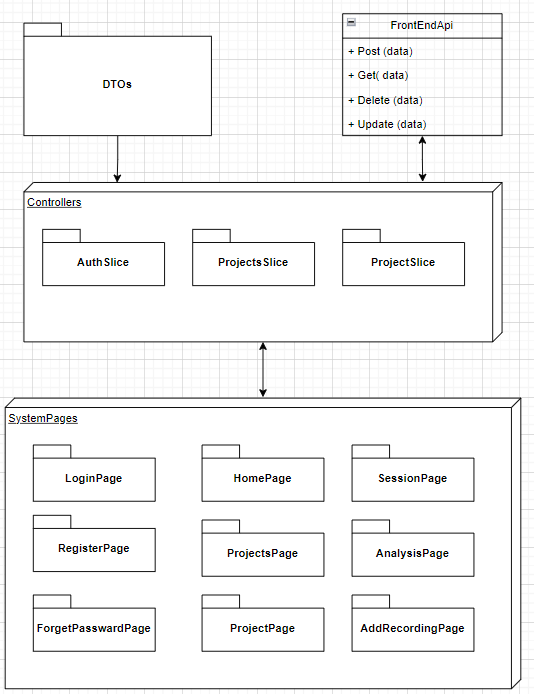 DTOs
FrontEndApi
+ Post (data)
+ Get( data)
+ Delete (data)
+ Update (data)
Controllers
AuthSlice
ProjectsSlice
ProjectSlice
SystemPages
LoginPage
HomePage
SessionPage
RegisterPage
ProjectsPage
AnalysisPage
ForgetPasswardPage
ProjectPage
AddRecordingPage